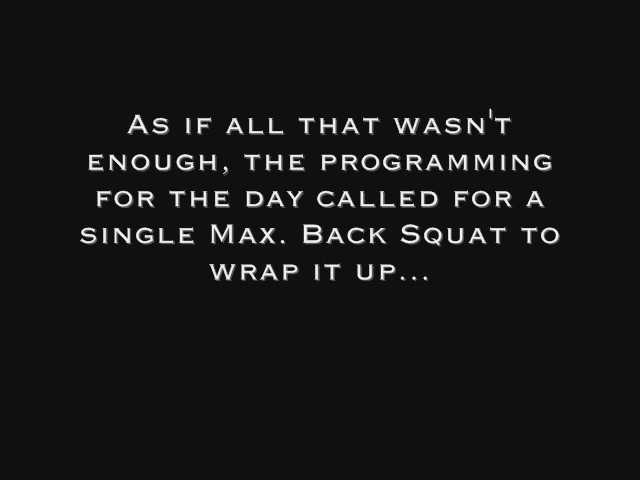 As if all that wasn't
enough, the programming
for the day called for a
single Max. Back Squat to
wrap it up...